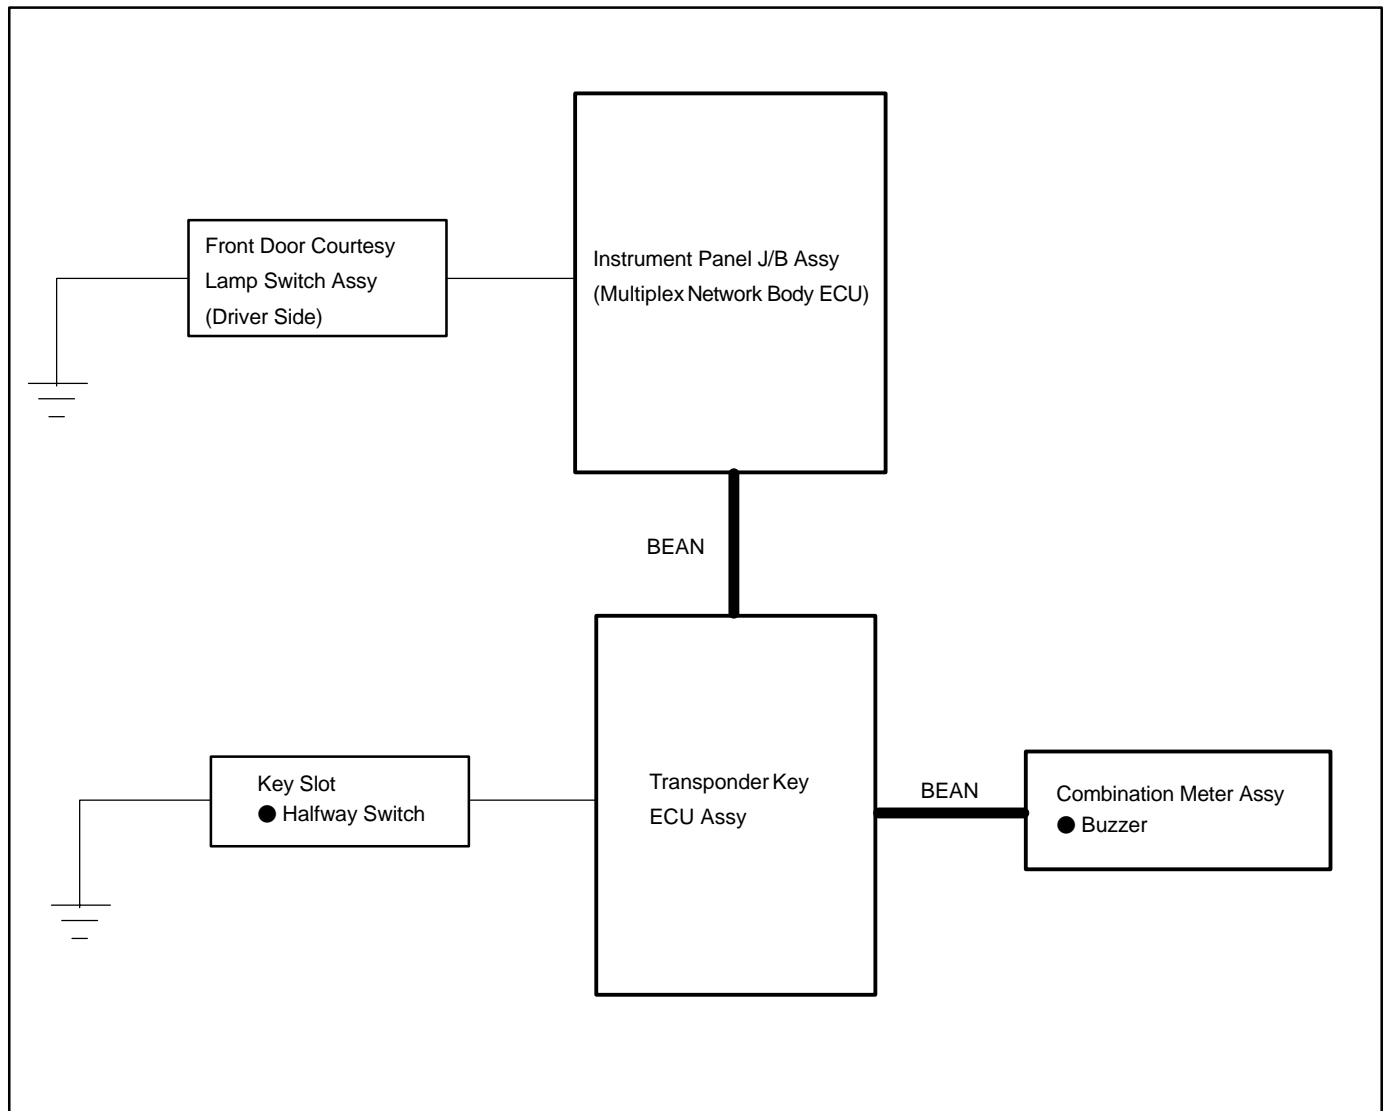 Front Door Courtesy
Lamp Switch Assy
(Driver Side)
Instrument Panel J/B Assy
(Multiplex Network Body ECU)
BEAN
Key Slot
● Halfway Switch
Transponder Key
ECU Assy
BEAN
Combination Meter Assy
● Buzzer